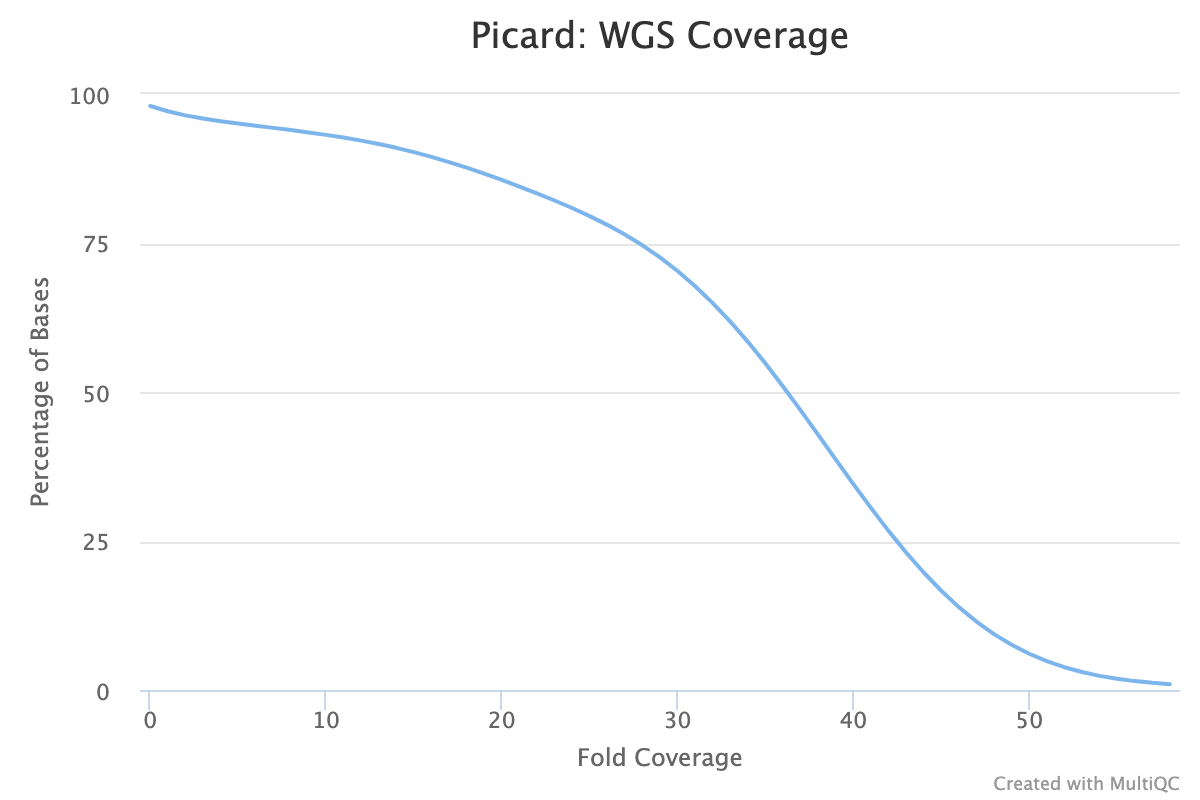 Picard: WGS Coverage
100
75
50
25
0
Percentage of Bases
0 10 20 30 40 50
Fold Coverage
Created with MultiQC